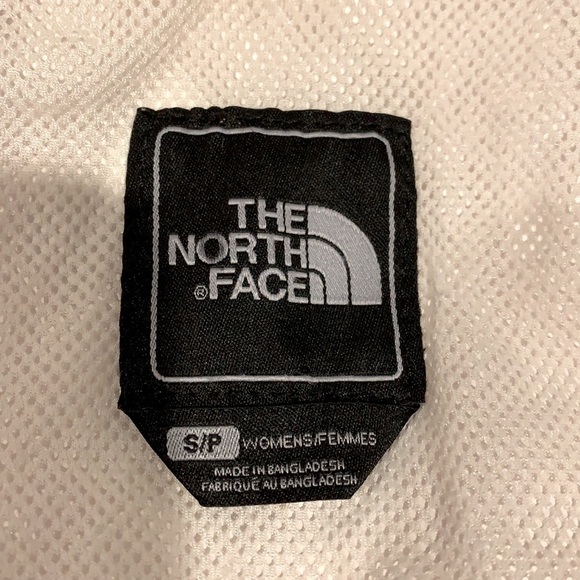 THE
NORTH
® FACE
S/P WOMENS/FEMMES
MADE IN BANGLADESH
FABRIQUÉ AU BANGLADESH